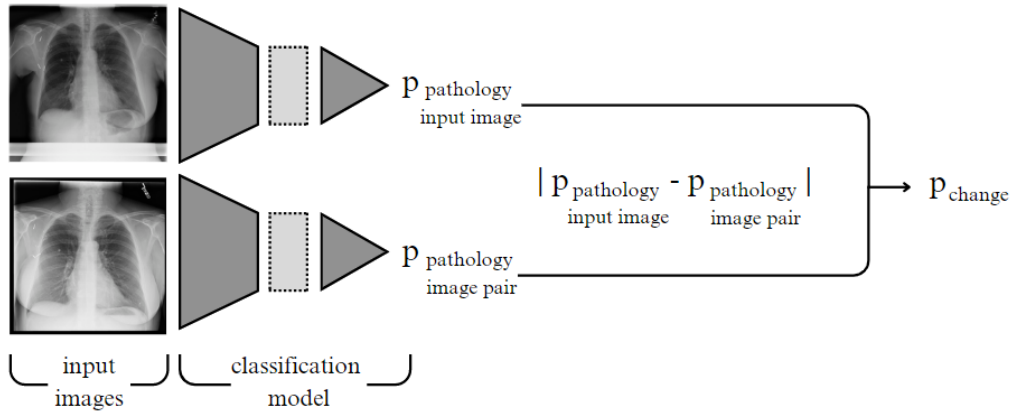 p pathology
input image
| p pathology - p pathology |
input image image pair
p change
p pathology
image pair
input
images
classification
model